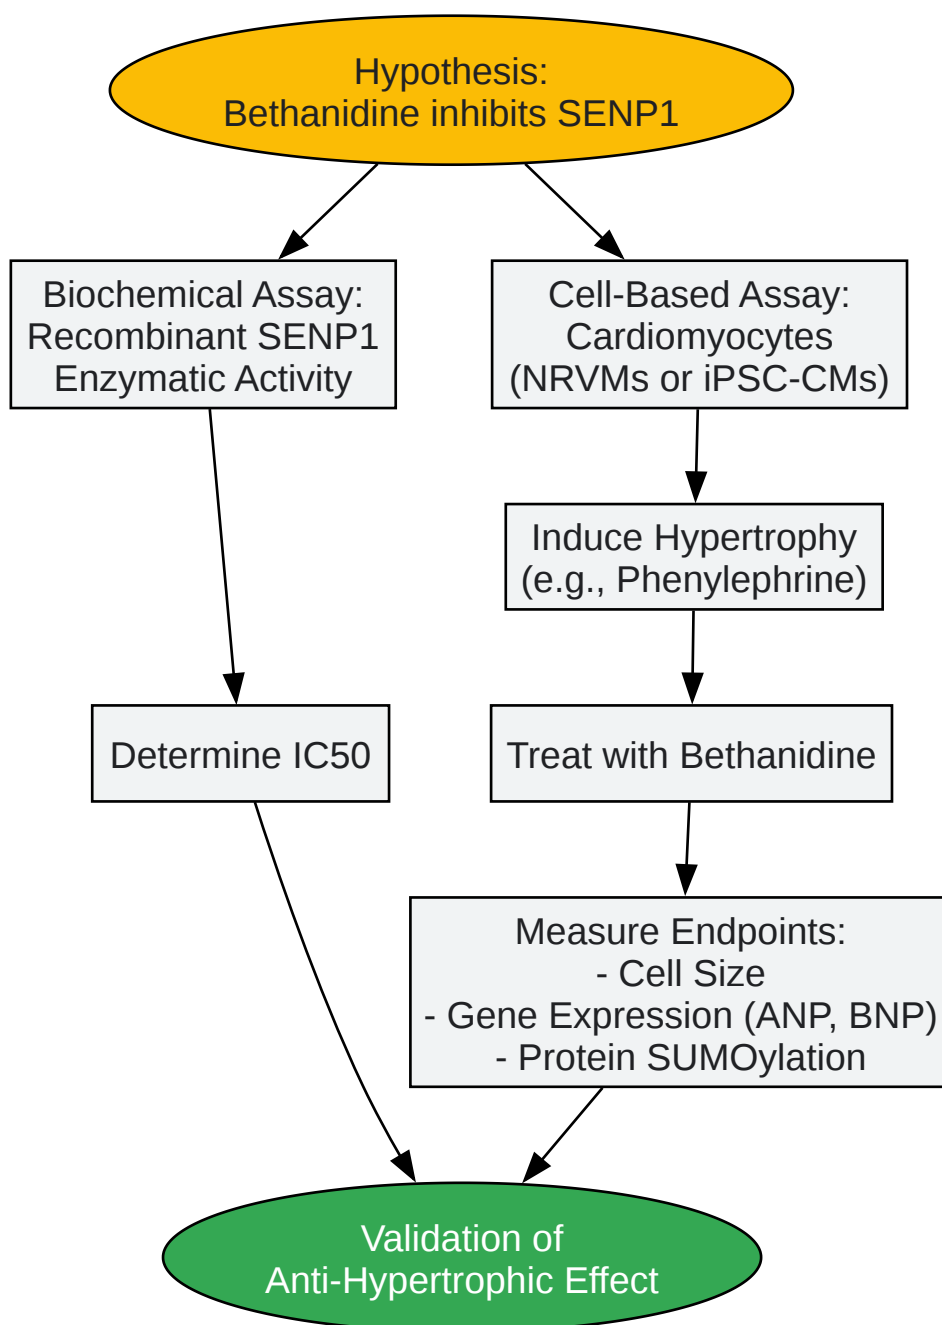 Hypothesis:
Bethanidine inhibits SENP1
Biochemical Assay:
Recombinant SENP1
Enzymatic Activity
Cell-Based Assay:
Cardiomyocytes
(NRVMs or iPSC-CMs)
Induce Hypertrophy
(e.g., Phenylephrine)
Determine IC50
Treat with Bethanidine
Measure Endpoints:
- Cell Size
- Gene Expression (ANP, BNP)
- Protein SUMOylation
Validation of
Anti-Hypertrophic Effect